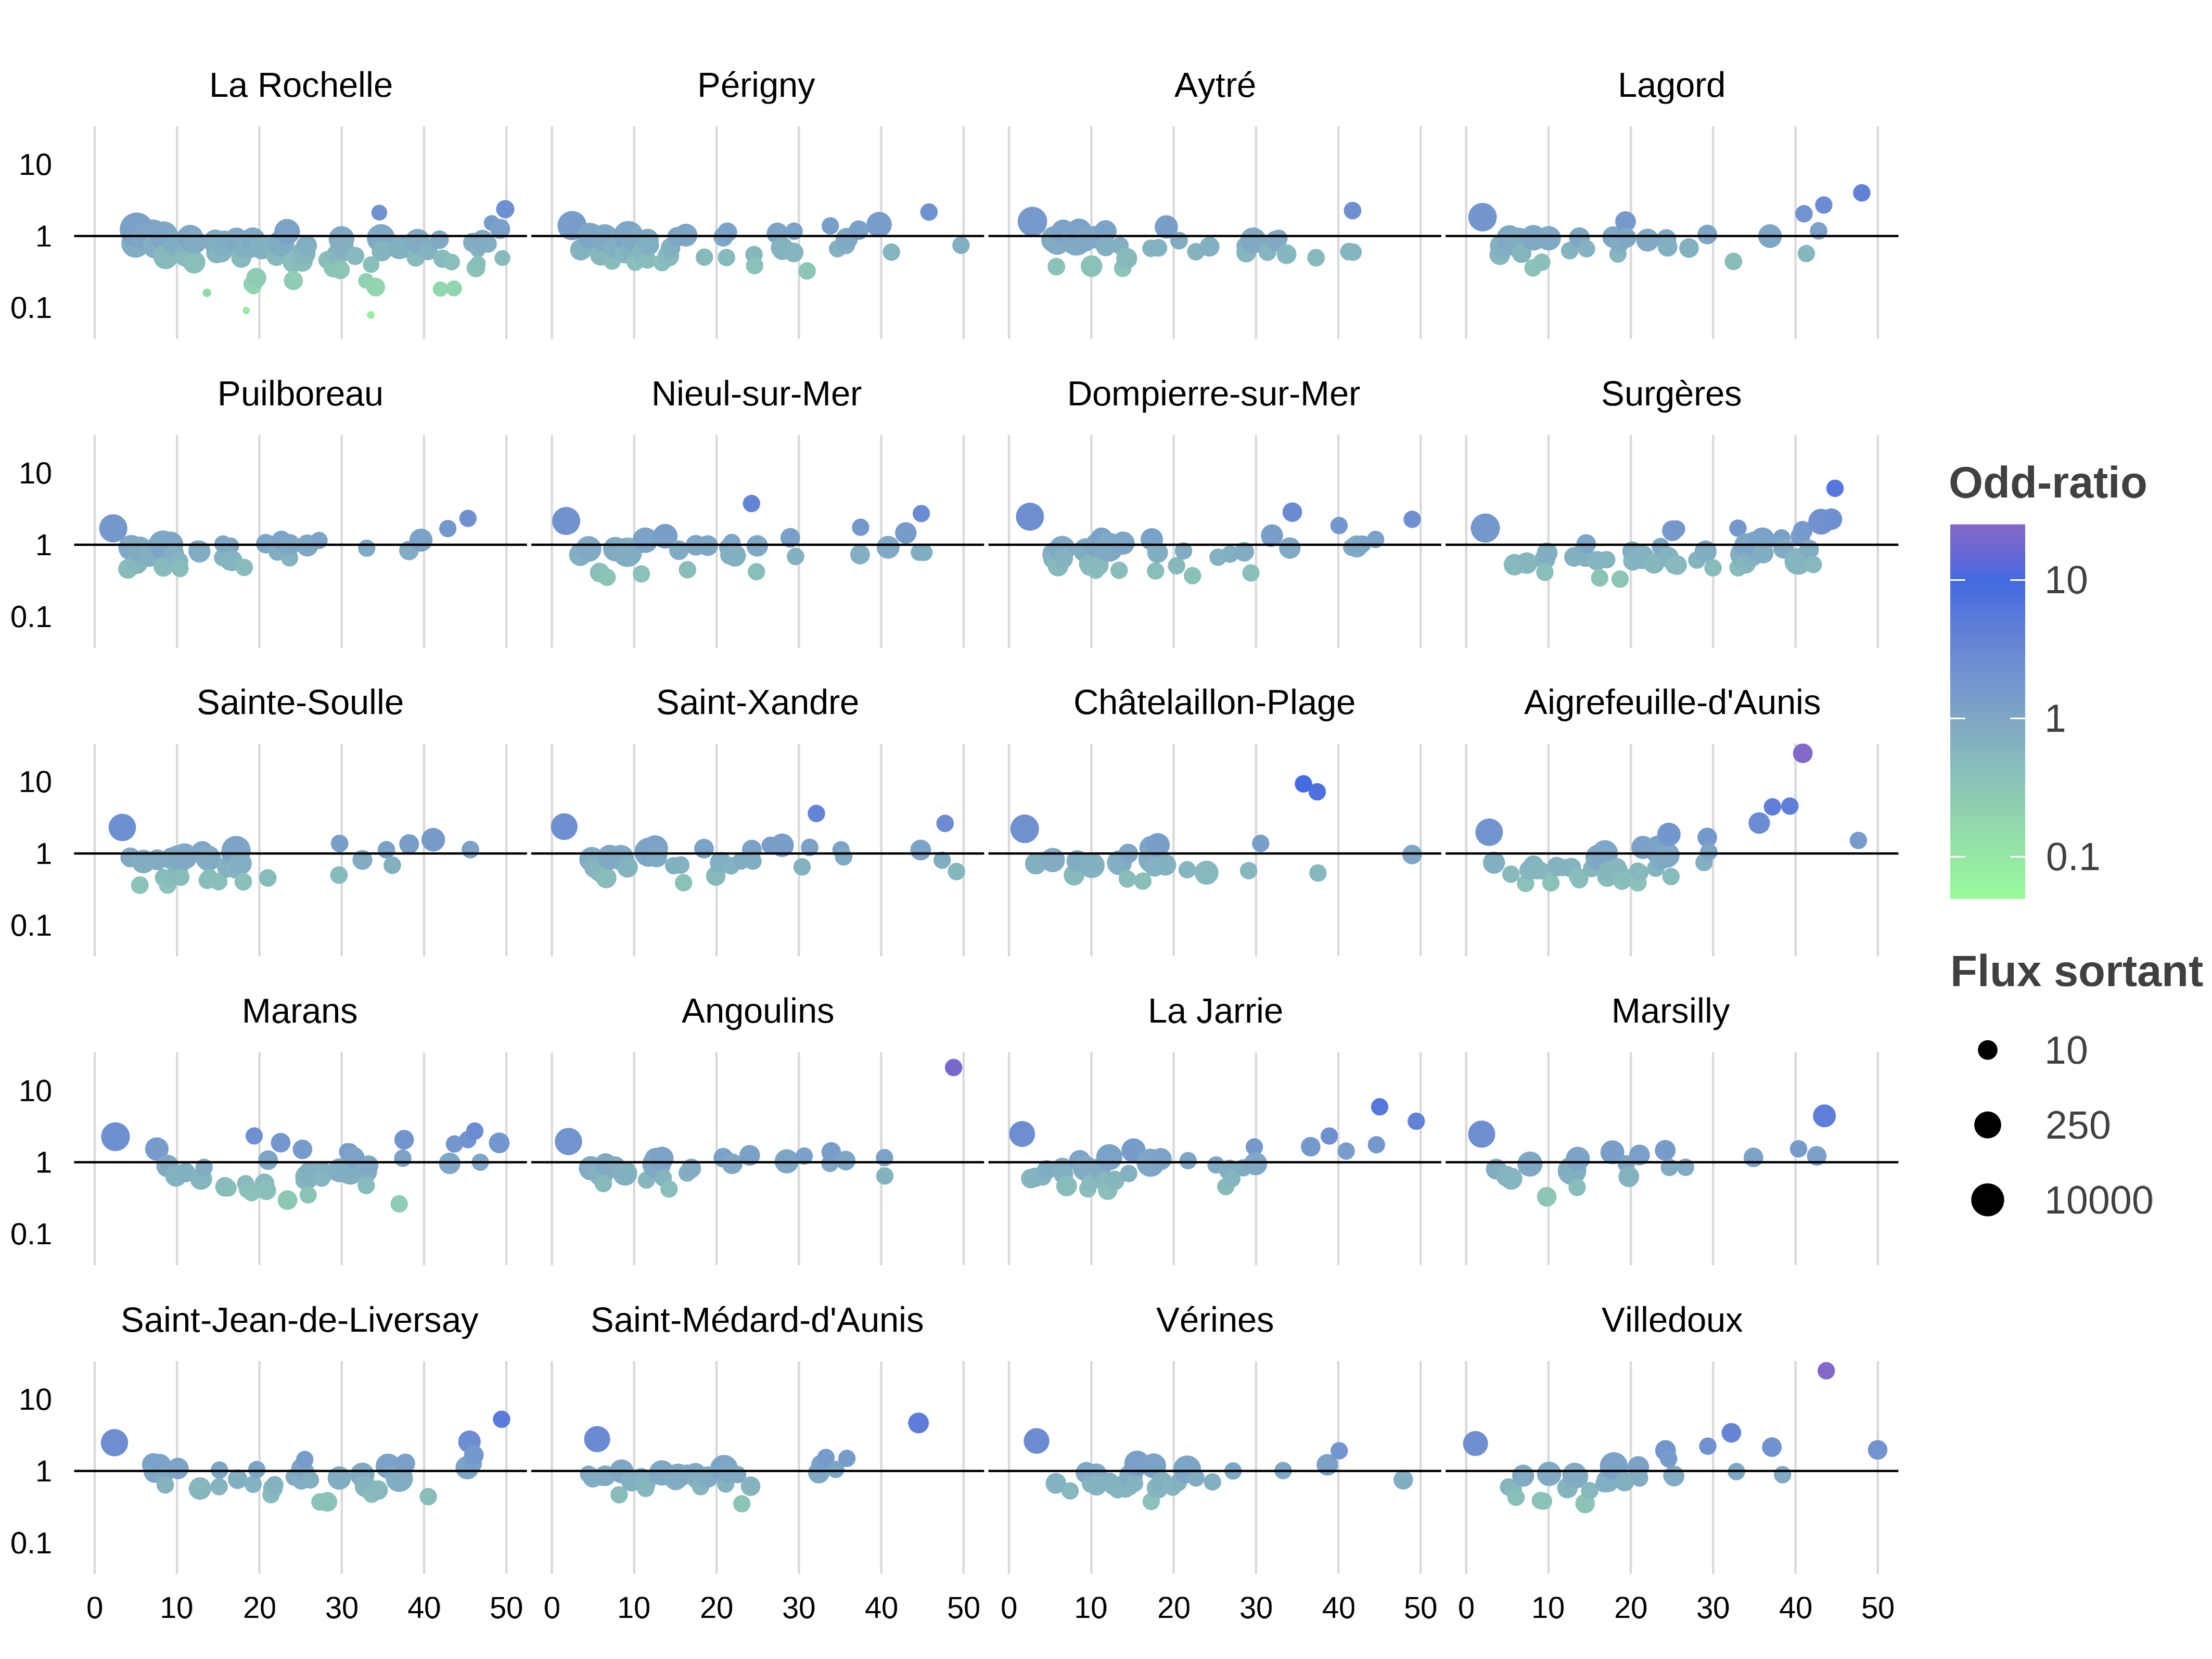 La Rochelle Périgny Aytré Lagord
10
1
0.1
Puilboreau Nieul-sur-Mer Dompierre-sur-Mer Surgères
10
1
0.1
Sainte-Soulle Saint-Xandre Châtelaillon-Plage Aigrefeuille-d'Aunis
10
1
0.1
Marans Angoulins La Jarrie Marsilly
10
1
0.1
Saint-Jean-de-Liversay Saint-Médard-d'Aunis Vérines Villedoux
10
1
0.1
0 10 20 30 40 50 0 10 20 30 40 50 0 10 20 30 40 50 0 10 20 30 40 50
Odd-ratio
10
1
0.1
Flux sortant
10
250
10000